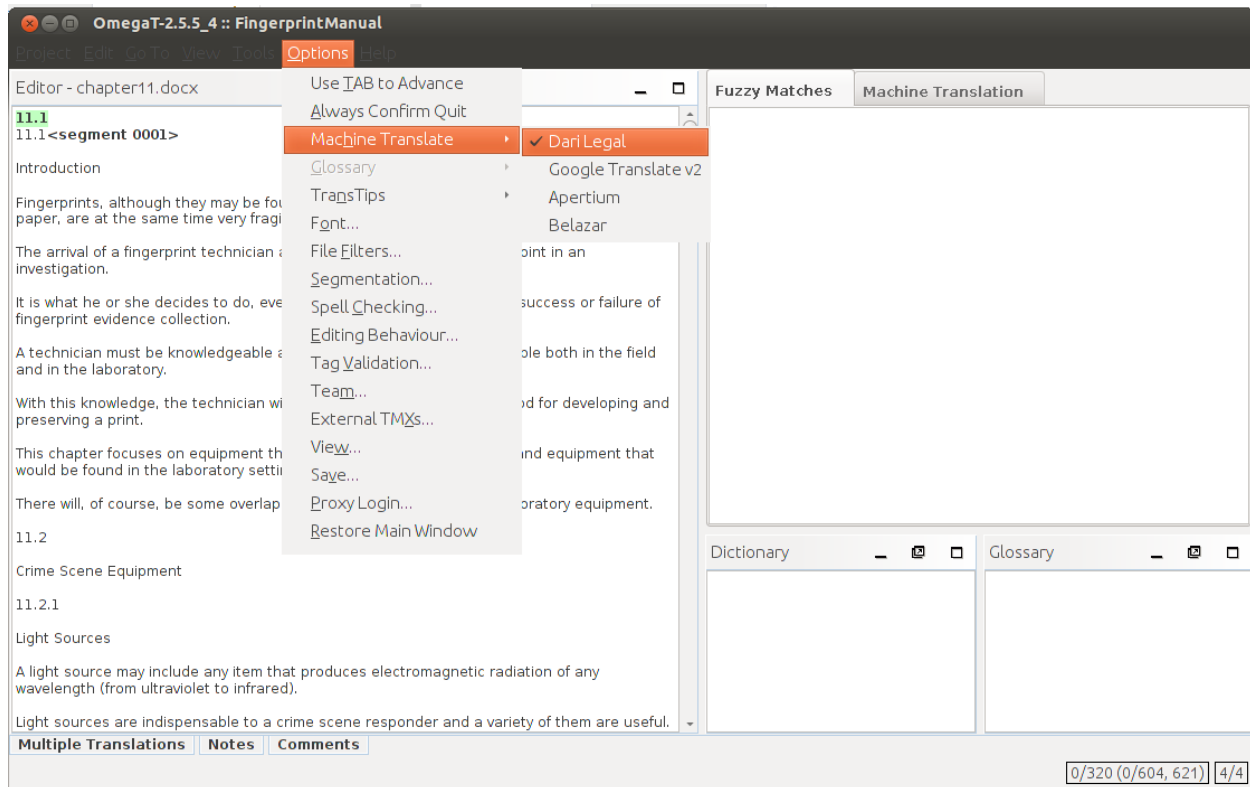 OmegaT-2.5.5_4 :: FingerprintManual
Project Edit Go To View Tools Options Help
Editor - chapter11.docx
11.1
11.1<segment 0001>
Introduction
Fingerprints, although they may be fou
paper, are at the same time very fragi
The arrival of a fingerprint technician a
oint in an
investigation.
It is what he or she decides to do, eve
success or failure of
fingerprint evidence collection.
A technician must be knowledgeable a
ble both in the field
and in the laboratory.
With this knowledge, the technician wi
od for developing and
preserving a print.
This chapter focuses on equipment th
and equipment that
would be found in the laboratory setti
There will, of course, be some overlap
oratory equipment.
11.2
Crime Scene Equipment
11.2.1
Light Sources
A light source may include any item that produces electromagnetic radiation of any
wavelength (from ultraviolet to infrared).
Light sources are indispensable to a crime scene responder and a variety of them are useful.
Use TAB to Advance
Always Confirm Quit
Machine Translate
Glossary
TransTips
Font...
File Filters...
Segmentation...
Spell Checking...
Editing Behaviour...
Tag Validation...
Team...
External TMXs...
View...
Save...
Proxy Login...
Restore Main Window
Dari Legal
Google Translate v2
Apertium
Belazar
Fuzzy Matches
Machine Translation
Dictionary
Glossary
Multiple Translations Notes Comments
0/320 (0/604, 621) 4/4